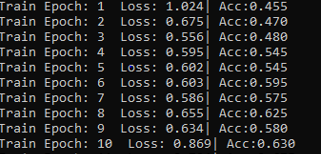 Train Epoch: 1  Loss: 1.024| Acc:0.455
Train Epoch: 2  Loss: 0.675| Acc:0.470
Train Epoch: 3  Loss: 0.556| Acc:0.480
Train Epoch: 4  Loss: 0.595| Acc:0.545
Train Epoch: 5  Loss: 0.602| Acc:0.545
Train Epoch: 6  Loss: 0.603| Acc:0.595
Train Epoch: 7  Loss: 0.586| Acc:0.575
Train Epoch: 8  Loss: 0.655| Acc:0.625
Train Epoch: 9  Loss: 0.634| Acc:0.580
Train Epoch: 10  Loss: 0.869| Acc:0.630